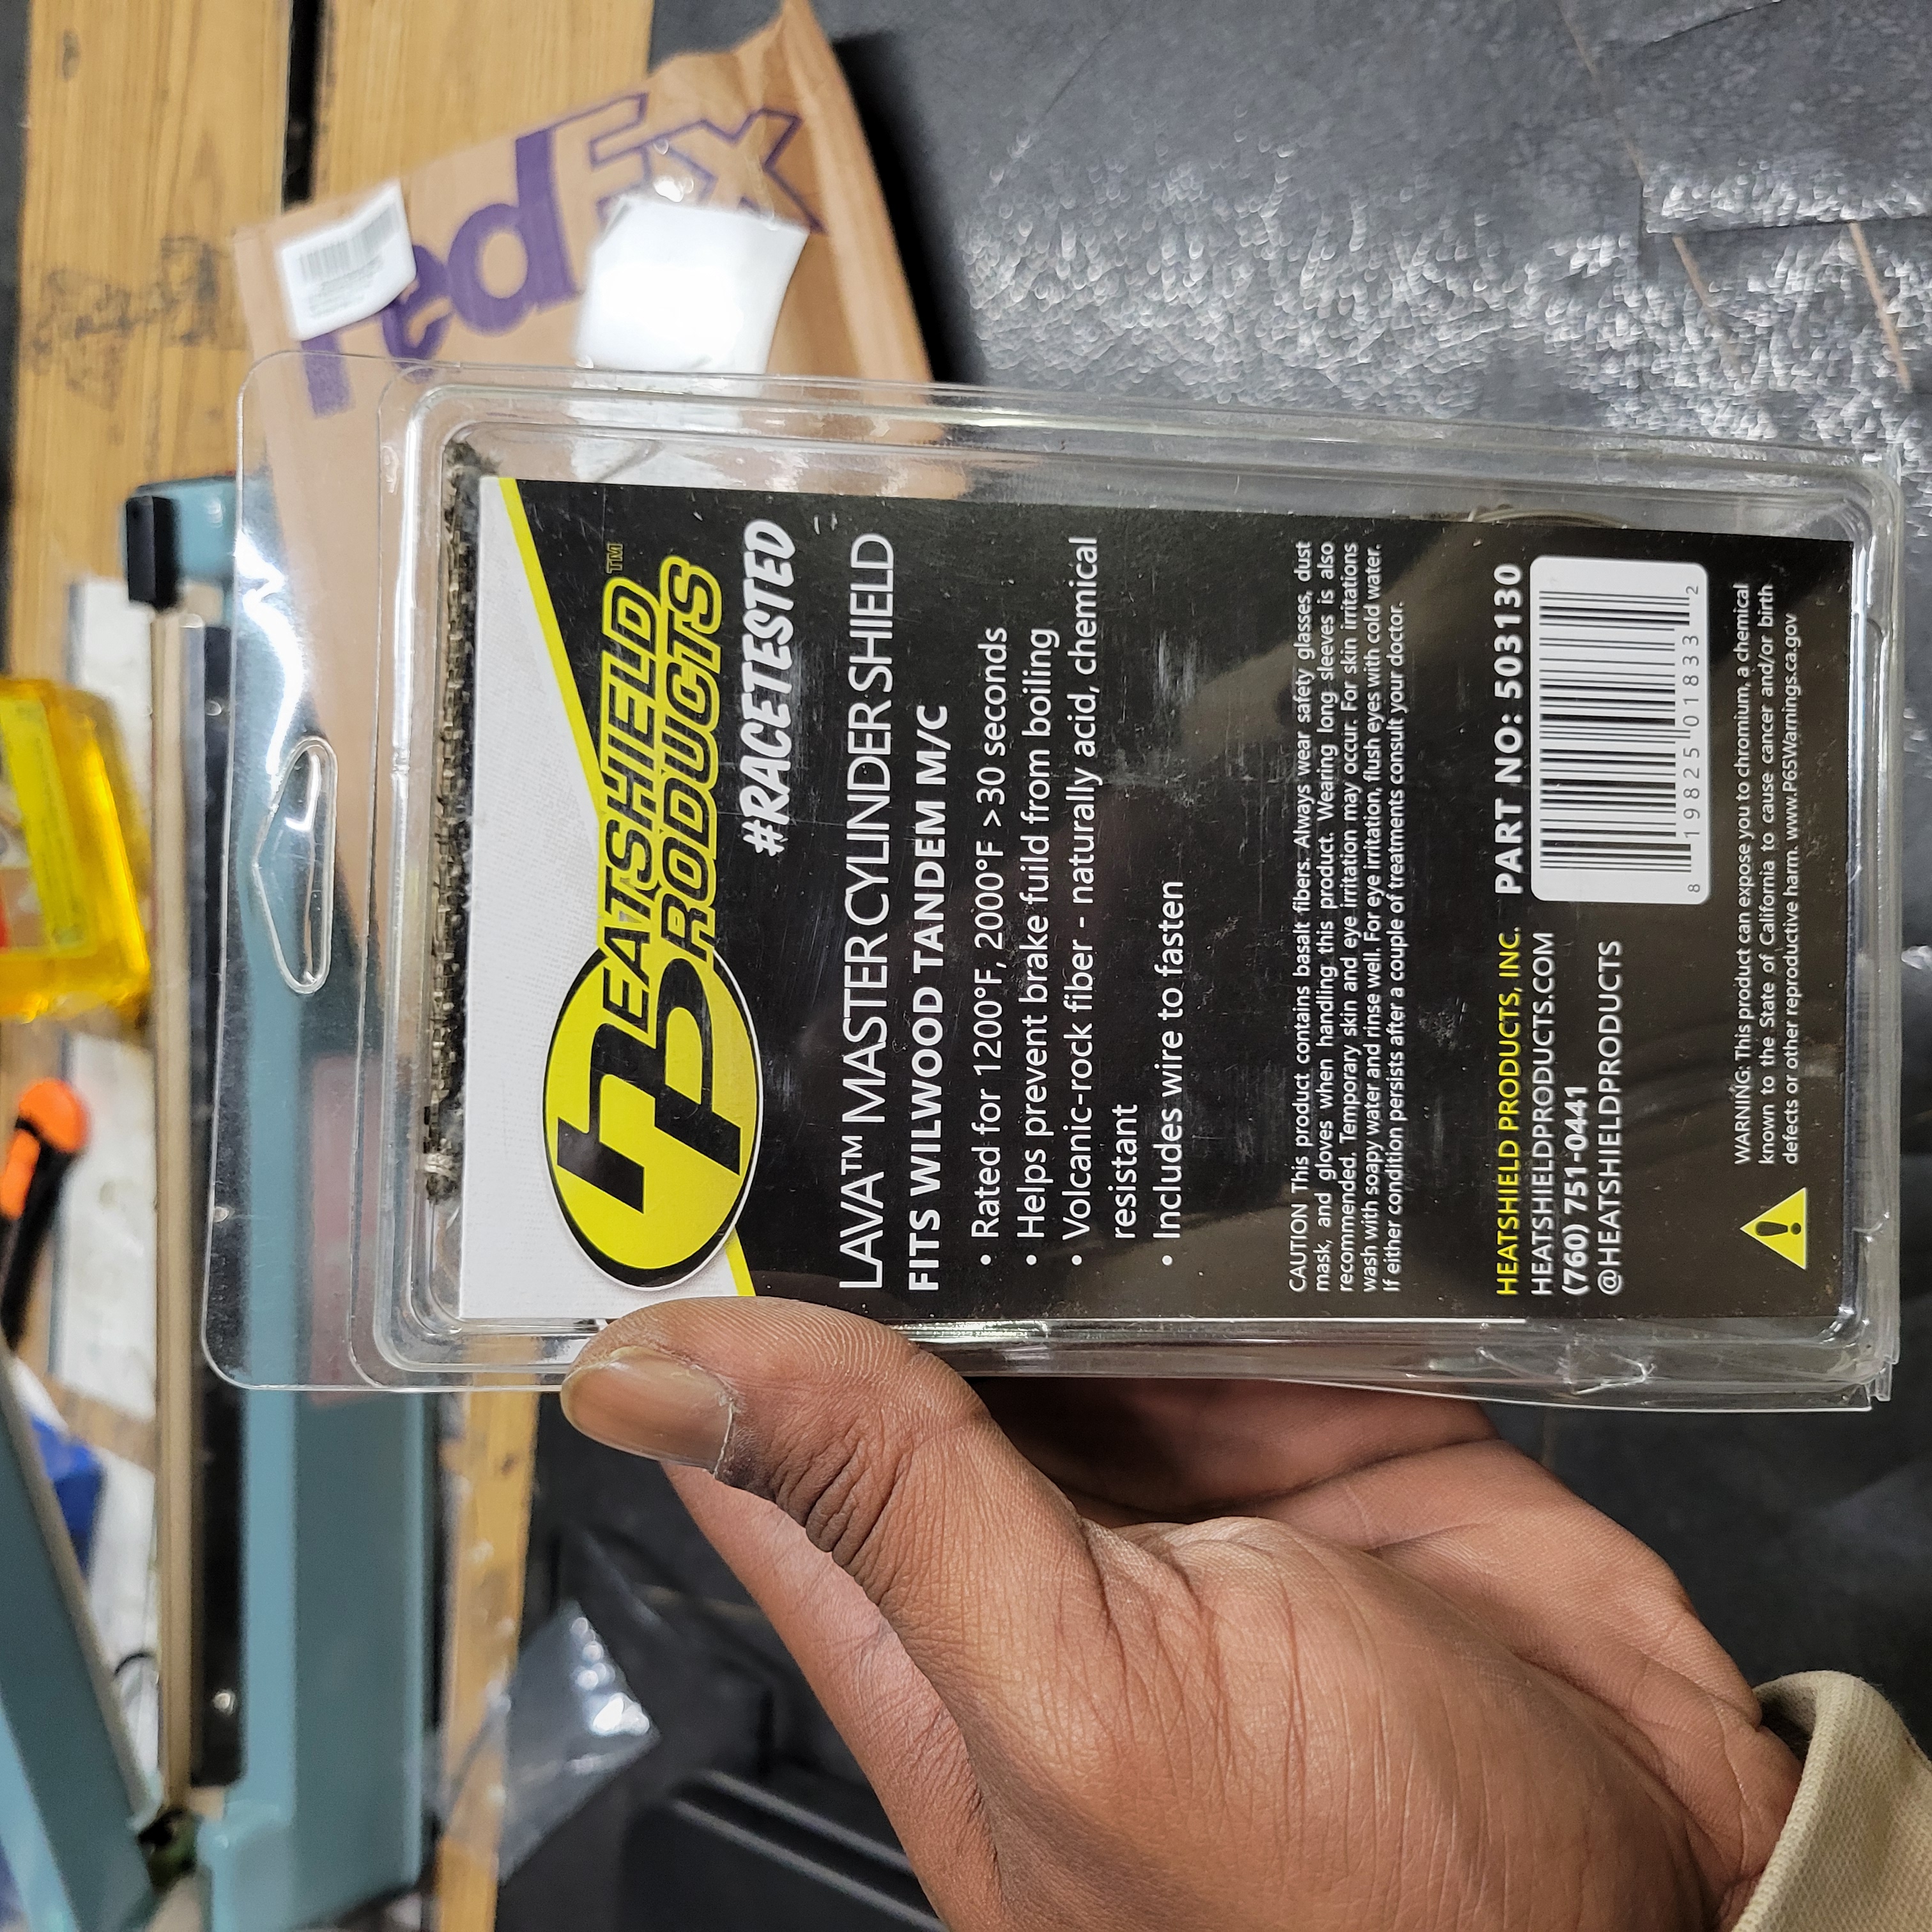 FedEx
hp
HEATSHIELD™
PRODUCTS
#RACETESTED
LAVA™ MASTER CYLINDER SHIELD
FITS WILWOOD TANDEM M/C
• Rated for 1200°F, 2000°F >30 seconds
• Helps prevent brake fuild from boiling
• Volcanic-rock fiber - naturally acid, chemical
resistant
• Includes wire to fasten
CAUTION This product contains basalt fibers. Always wear safety glasses, dust
mask, and gloves when handling this product. Wearing long sleeves is also
recommended. Temporary skin and eye irritation may occur. For skin irritations
wash with soapy water and rinse well. For eye irritation, flush eyes with cold water.
If either condition persists after a couple of treatments consult your doctor.
HEATSHIELD PRODUCTS, INC.
HEATSHIELDPRODUCTS.COM
(760) 751-0441
@HEATSHIELDPRODUCTS
PART NO: 503130
8 19825 01833 2
WARNING: This product can expose you to chromium, a chemical
known to the State of California to cause cancer and/or birth
defects or other reproductive harm. www.P65Warnings.ca.gov